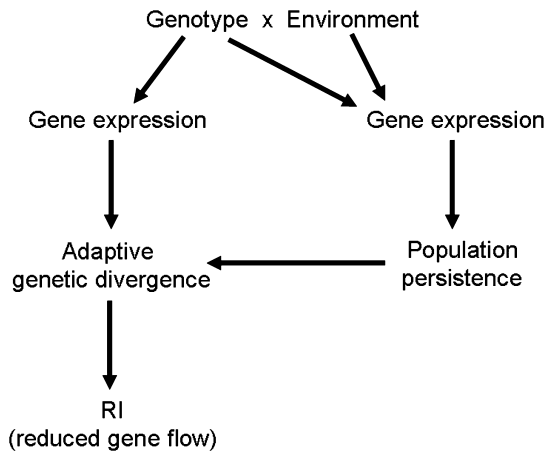 Genotype x Environment
Gene expression
Gene expression
Adaptive
genetic divergence
Population
persistence
RI
(reduced gene flow)